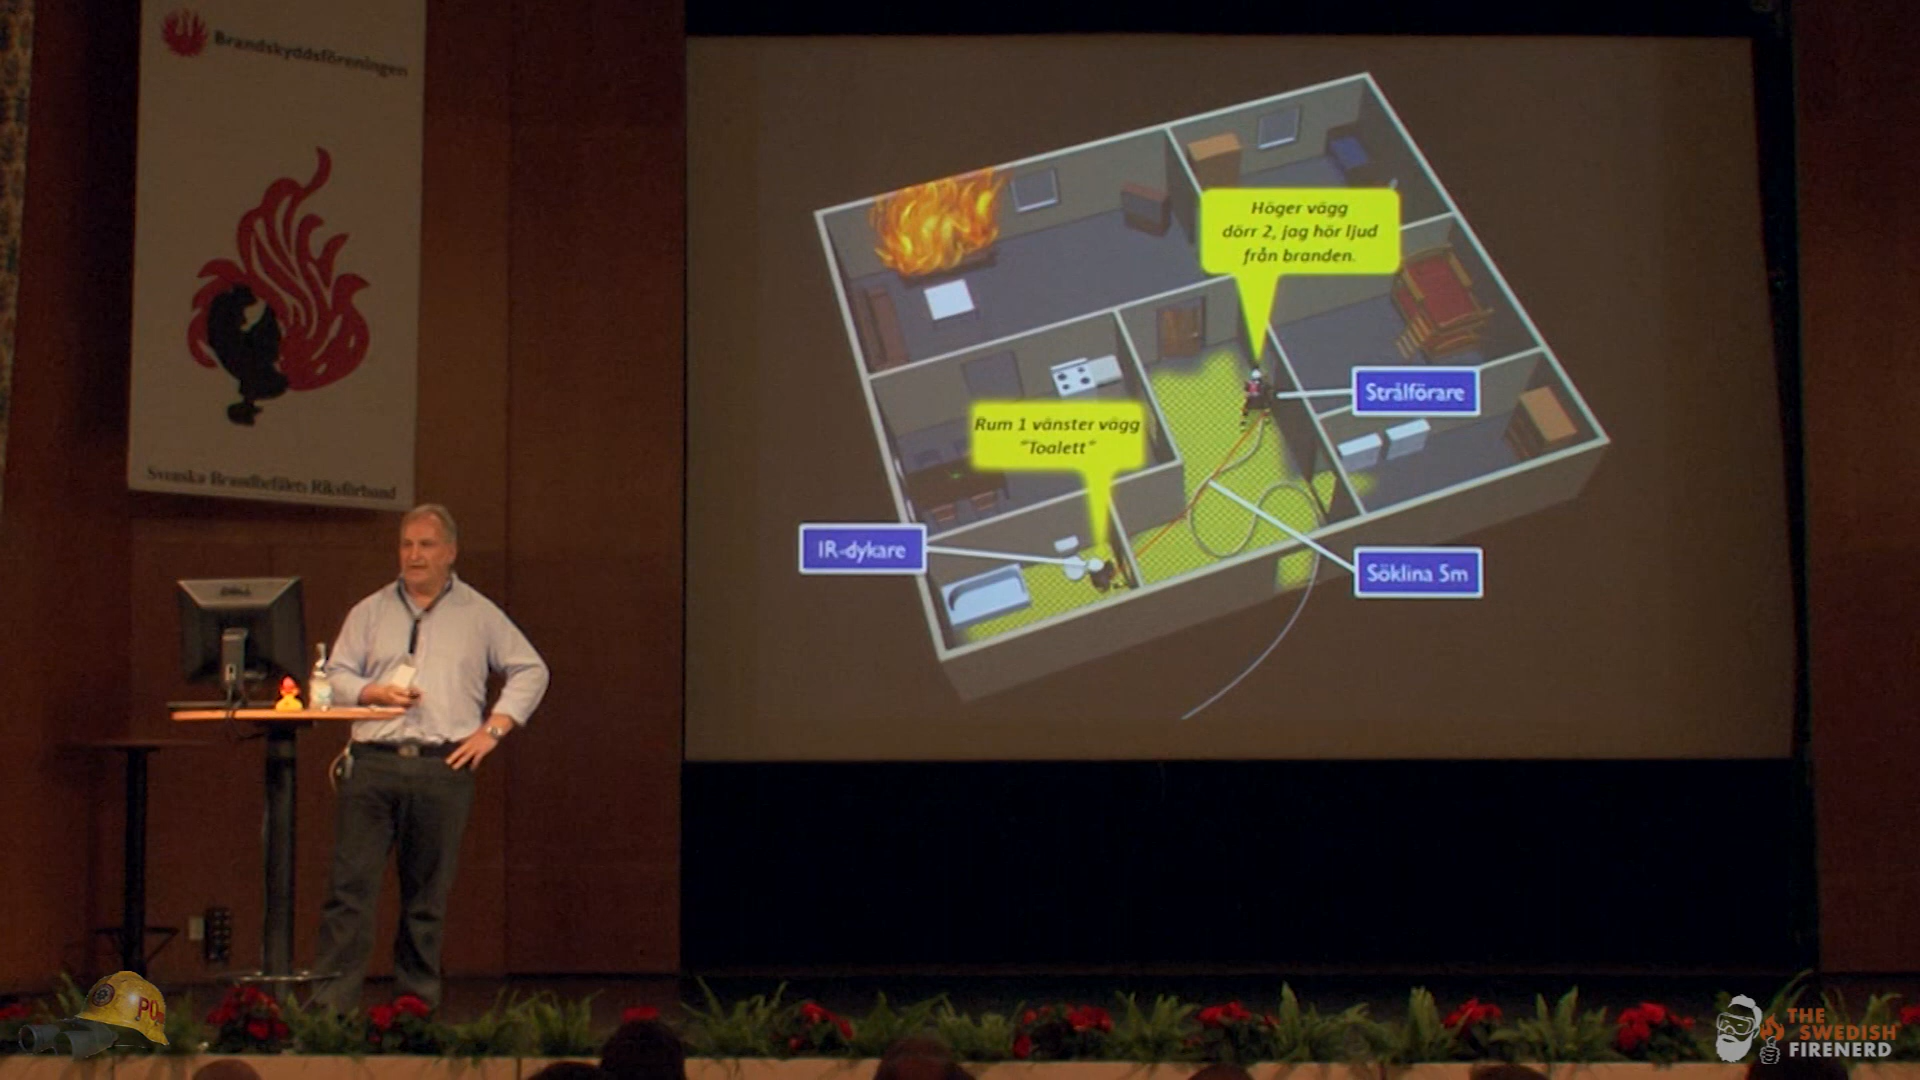 Brandskyddsföreningen
Svenska Brandbefälets Riksförbund
Höger vägg
dörr 2, jag hör ljud
från branden.
Strålförare
Rum 1 vänster vägg
"Toalett"
IR-dykare
Söklina 5m
DELL
THE
SWEDISH
FIRENERD